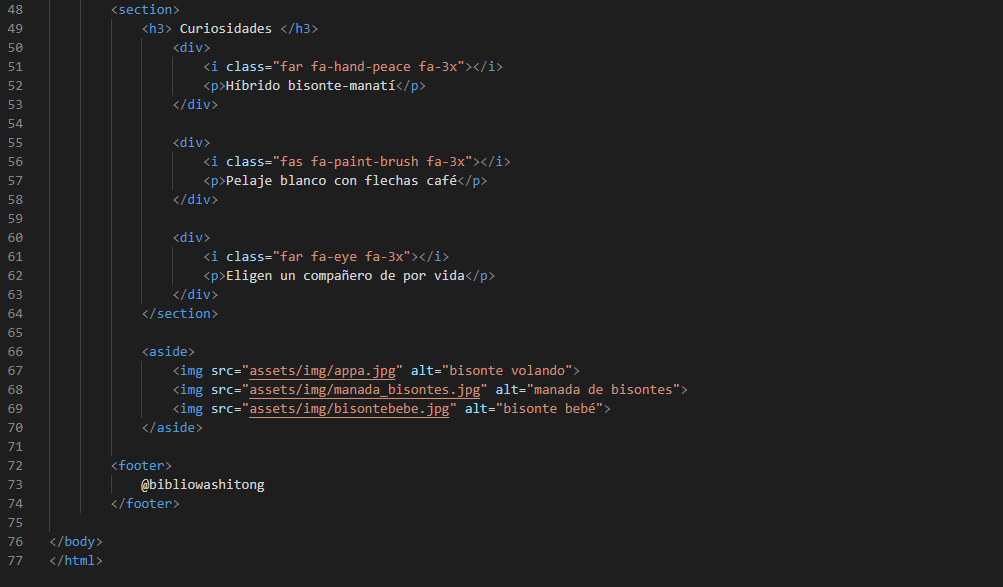 48 <section>
49 <h3> Curiosidades </h3>
50 <div>
51 <i class="far fa-hand-peace fa-3x"></i>
52 <p>Híbrido bisonte-manatí</p>
53 </div>
54
55 <div>
56 <i class="fas fa-paint-brush fa-3x"></i>
57 <p>Pelaje blanco con flechas café</p>
58 </div>
59
60 <div>
61 <i class="far fa-eye fa-3x"></i>
62 <p>Eligen un compañero de por vida</p>
63 </div>
64 </section>
65
66 <aside>
67 <img src="assets/img/appa.jpg" alt="bisonte volando">
68 <img src="assets/img/manada_bisontes.jpg" alt="manada de bisontes">
69 <img src="assets/img/bisontebebe.jpg" alt="bisonte bebé">
70 </aside>
71
72 <footer>
73 @bibliowashitong
74 </footer>
75
76 </body>
77 </html>